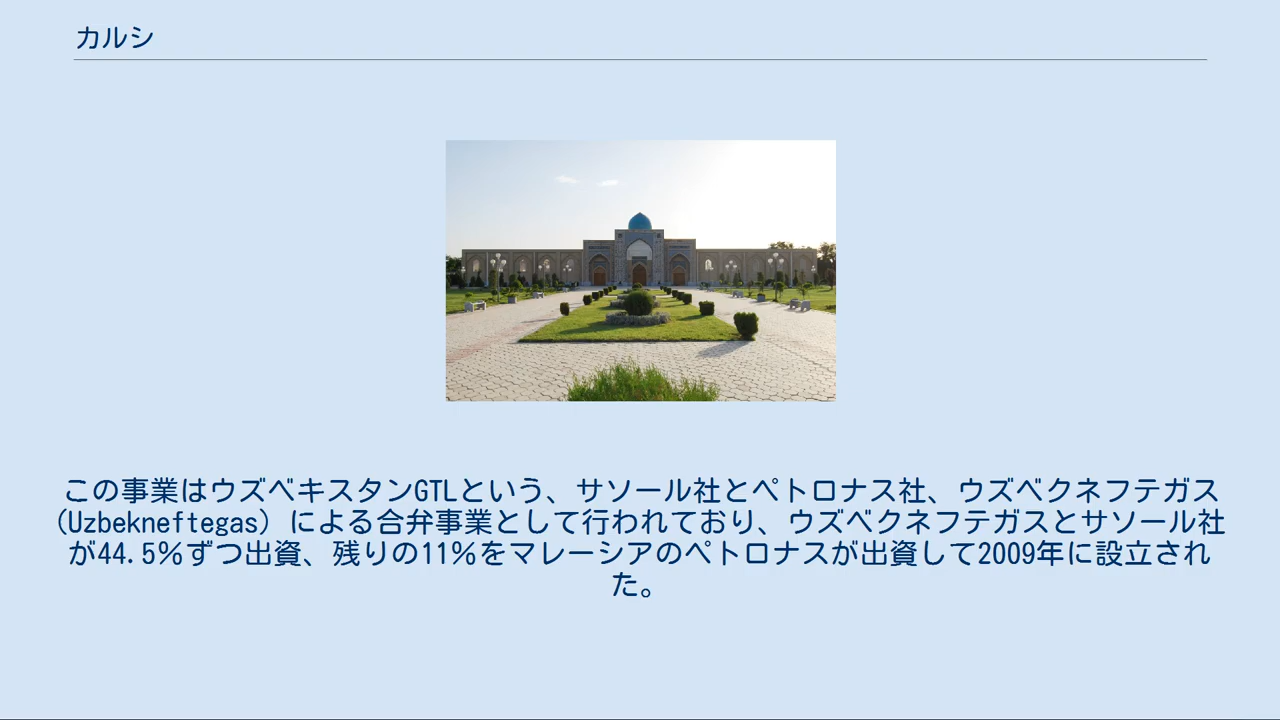 カルシ
この事業はウズベキスタンGTLという、サソール社とペトロナス社、ウズベクネフテガス
(Uzbekneftegas) による合弁事業として行われており、ウズベクネフテガスとサソール社
が44.5%ずつ出資、残りの11%をマレーシアのペトロナスが出資して2009年に設立され
た。